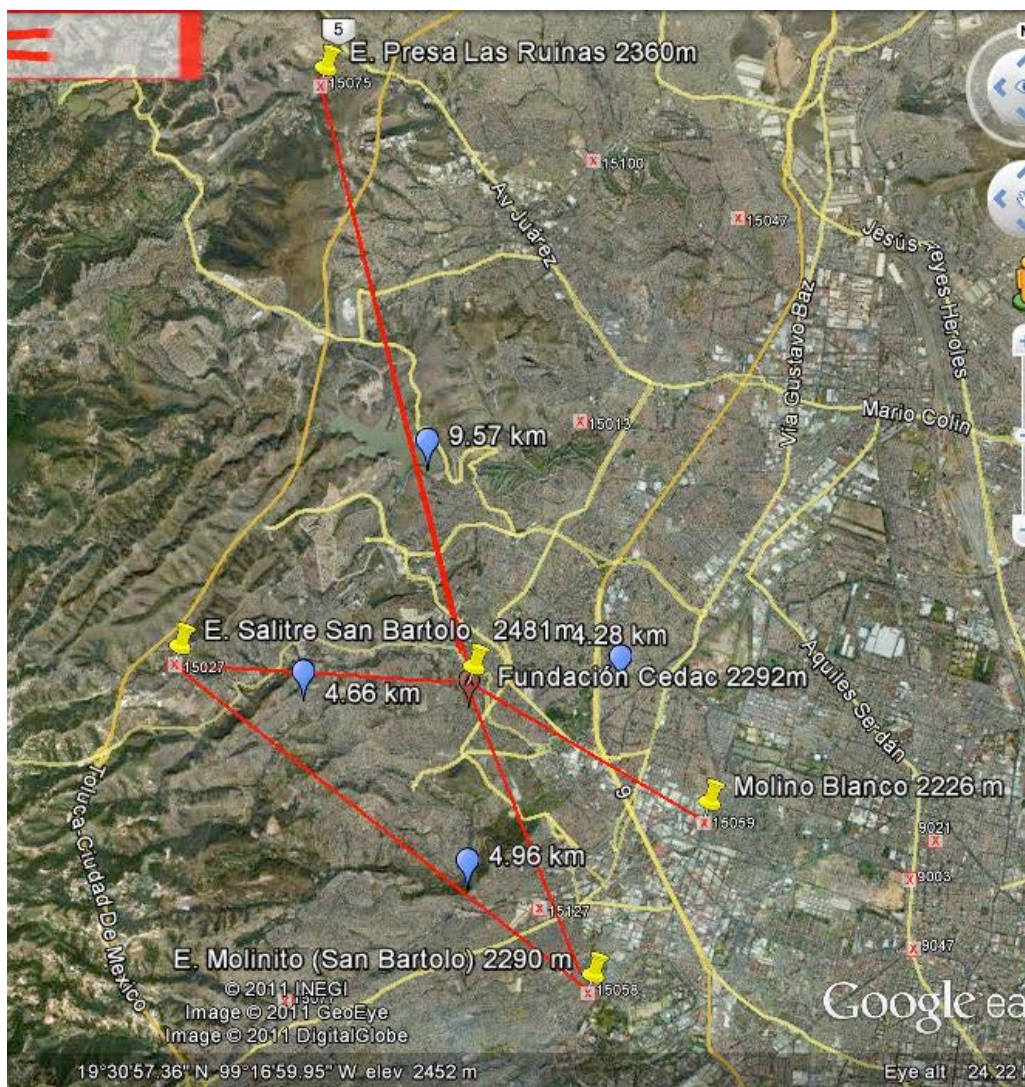 5
E. Presa Las Ruinas 2360m
15075
15100
Av Juárez
15047
Jesús Reyes Heroles
Vía Gustavo Baz
Mario Colín
15013
9.57 km
E. Salitre San Bartolo 2481m
4.28 km
15027
Fundación Cedac 2292m
4.66 km
Aquiles Serdán
Toluca-Ciudad De Mexico
9
Molino Blanco 2226 m
15059
9021
4.96 km
9003
15127
9047
E. Molinito (San Bartolo) 2290 m
15058
© 2011 INEGI
Image © 2011 GeoEye
Image © 2011 DigitalGlobe
Google ea
19°30'57.36" N 99°16'59.95" W elev 2452 m
Eye alt 24.22